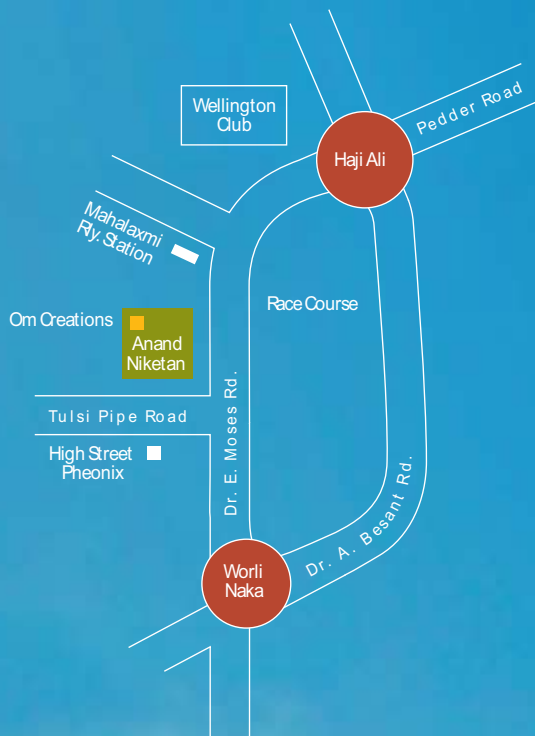 Wellington
Club
Pedder Road
Haji Ali
Mahalaxmi
Rly. Station
Race Course
Om Creations
Anand
Niketan
Tulsi Pipe Road
High Street
Pheonix
Dr. E. Moses Rd.
Dr. A. Besant Rd.
Worli
Naka